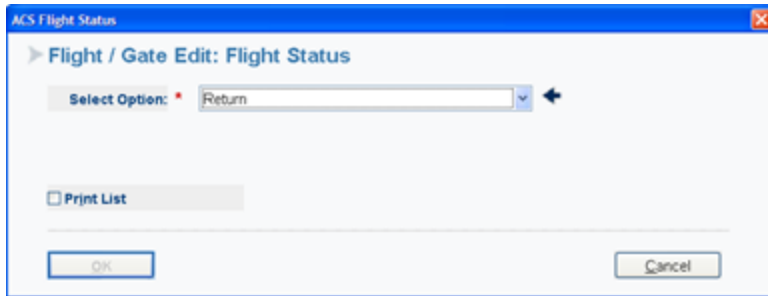 ACS Flight Status
Flight / Gate Edit: Flight Status
Select Option: * Return
Print List
OK
Cancel